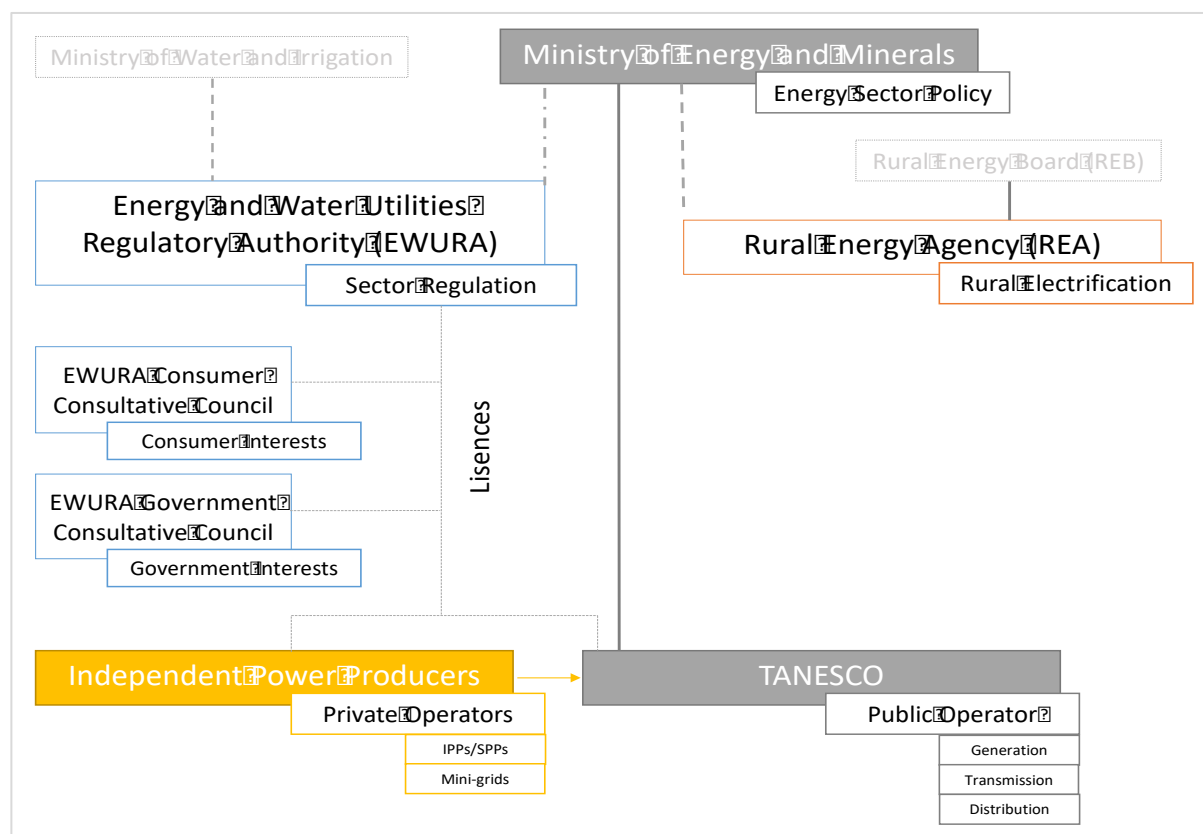 Ministry of Water and Irrigation
Ministry of Energy and Minerals
Energy Sector Policy
Rural Energy Board (REB)
Energy and Water Utilities
Regulatory Authority (EWURA)
Sector Regulation
Rural Energy Agency (REA)
Rural Electrification
EWURA Consumer
Consultative Council
Consumer Interests
Lisences
EWURA Government
Consultative Council
Government Interests
Independent Power Producers
TANESCO
Private Operators
Public Operator
IPPs/SPPs
Generation
Mini-grids
Transmission
Distribution